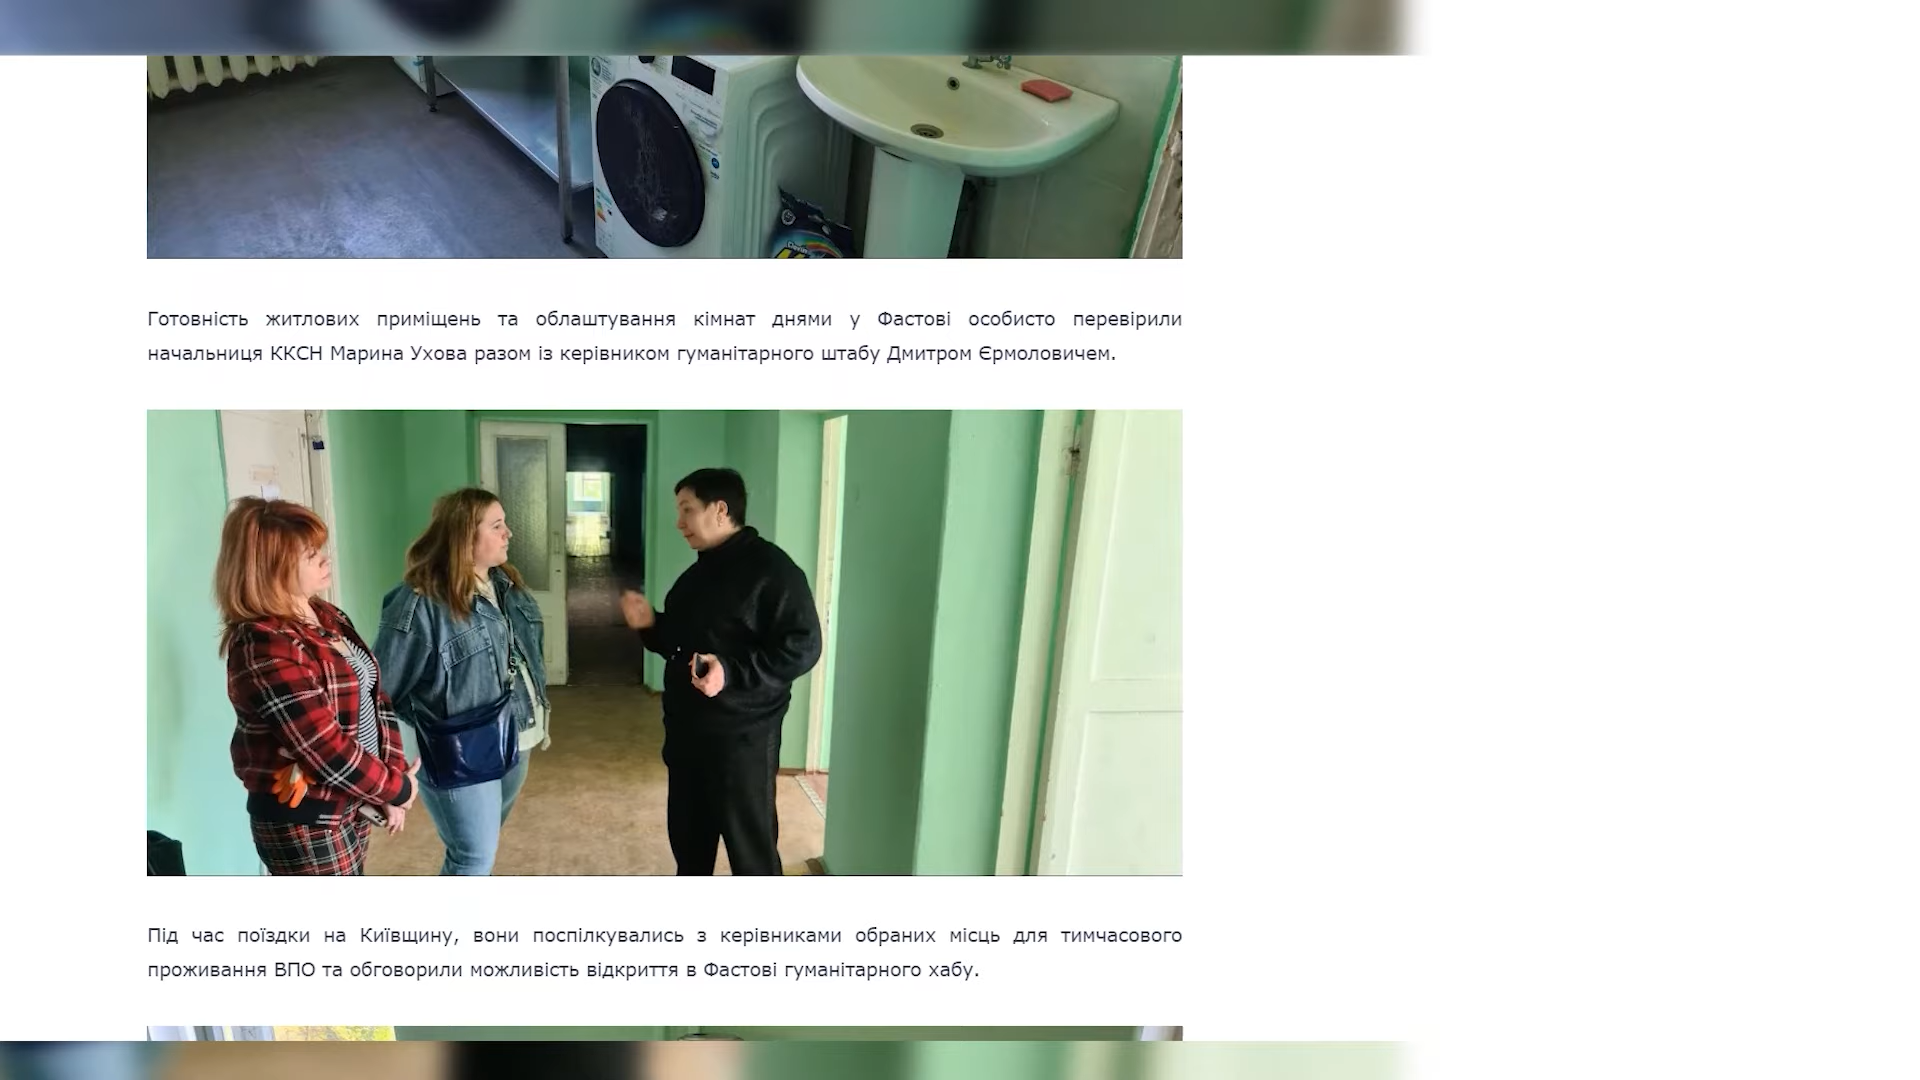 Готовність житлових приміщень та облаштування кімнат днями у Фастові особисто перевірили
начальниця ККСН Марина Ухова разом із керівником гуманітарного штабу Дмитром Єрмоловичем.
Під час поїздки на Київщину, вони поспілкувались з керівниками обраних місць для тимчасового
проживання ВПО та обговорили можливість відкриття в Фастові гуманітарного хабу.